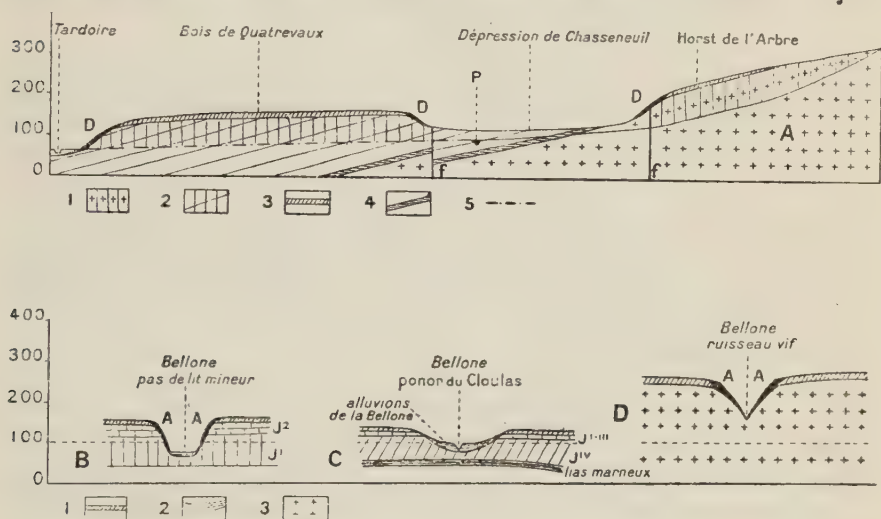 Tardoire Bois de Quatrevaux Dépression de Chasseneuil Horst de l'Arbre
300
200
100
0
D D P D A
f f
1 2 3 4 5
400
300
200
100
0
Bellone
pas de lit mineur
A A
J²
J¹
B
Bellone
ponor du Cloulas
alluvions
de la Bellone
J I-III
J IV
lias marneux
C
Bellone
ruisseau vif
A A
D
1 2 3